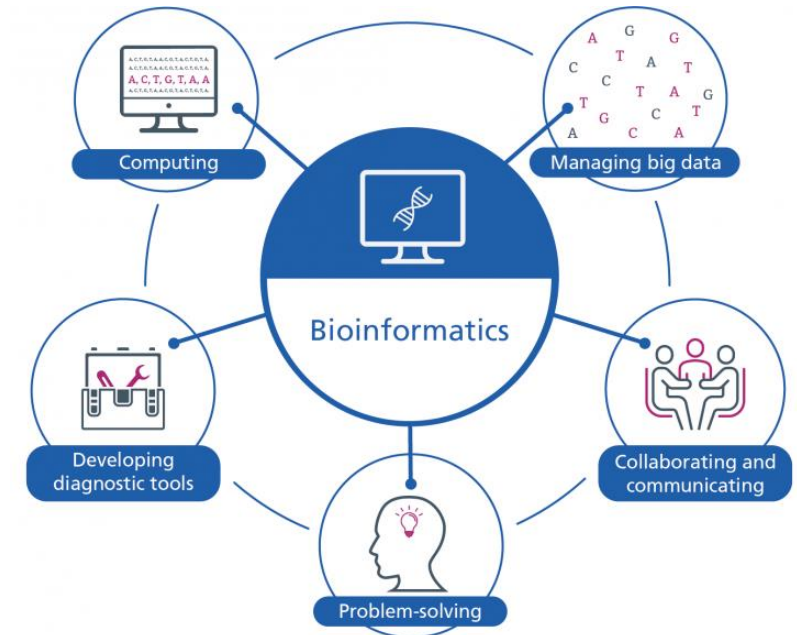 A, C, T, G, T, A, A
Computing
A G G
C T A T
C
T A G
T T
A G C C A
Managing big data
Bioinformatics
Developing
diagnostic tools
Collaborating and
communicating
Problem-solving